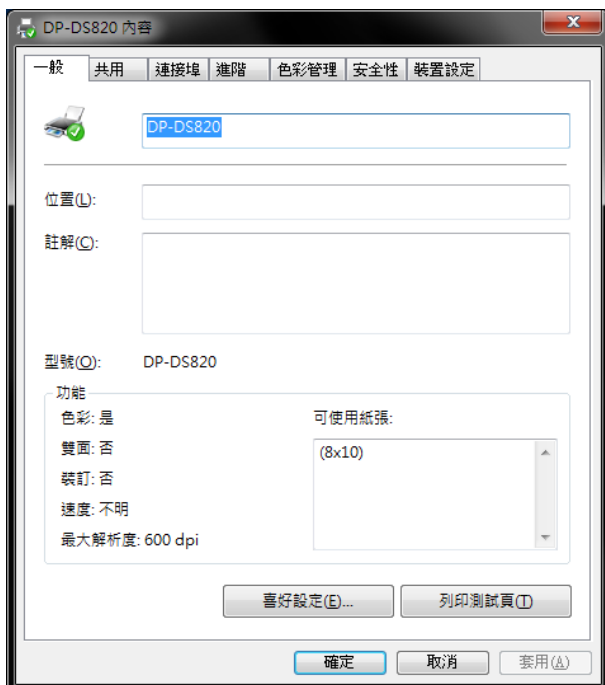 DP-DS820 內容
一般 共用 連接埠 進階 色彩管理 安全性 裝置設定
DP-DS820
位置(L):
註解(C):
型號(O): DP-DS820
功能
色彩: 是 可使用紙張:
雙面: 否 (8x10)
裝訂: 否
速度: 不明
最大解析度: 600 dpi
喜好設定(E)... 列印測試頁(T)
確定 取消 套用(A)